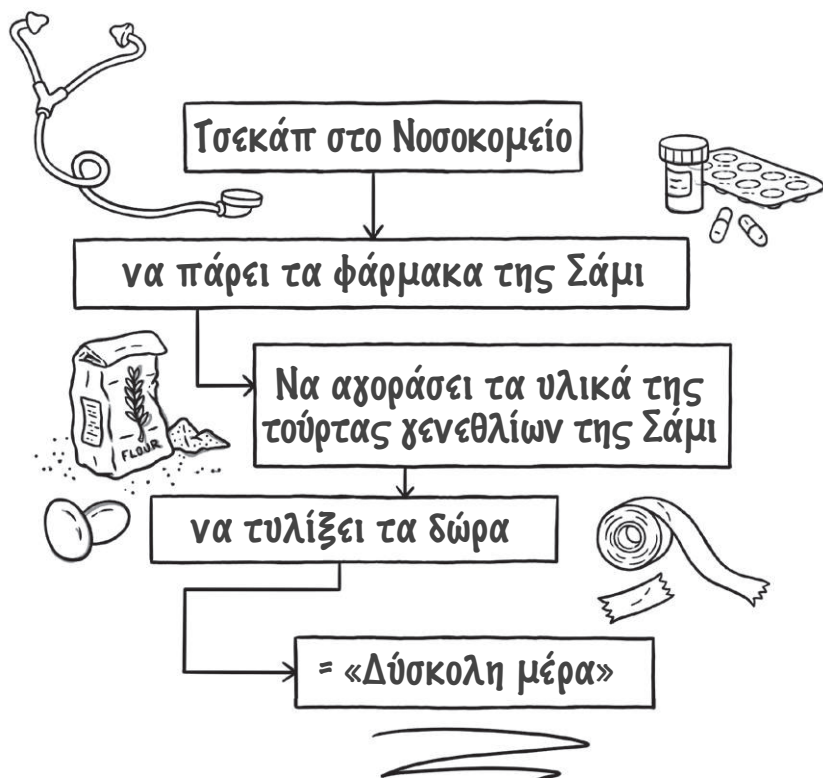 Τσεκάπ στο Νοσοκομείο
να πάρει τα φάρμακα της Σάμι
Να αγοράσει τα υλικά της
τούρτας γενεθλίων της Σάμι
FLOUR
να τυλίξει τα δώρα
= «Δύσκολη μέρα»